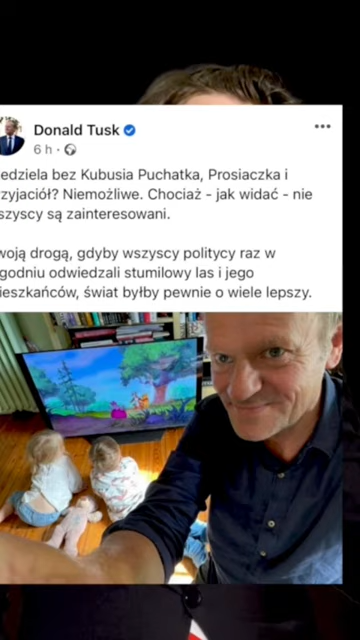 Donald Tusk
6 h ·
edziela bez Kubusia Puchatka, Prosiaczka i
zyjaciół? Niemożliwe. Chociaż - jak widać - nie
szyscy są zainteresowani.
woją drogą, gdyby wszyscy politycy raz w
godniu odwiedzali stumilowy las i jego
ieszkańców, świat byłby pewnie o wiele lepszy.